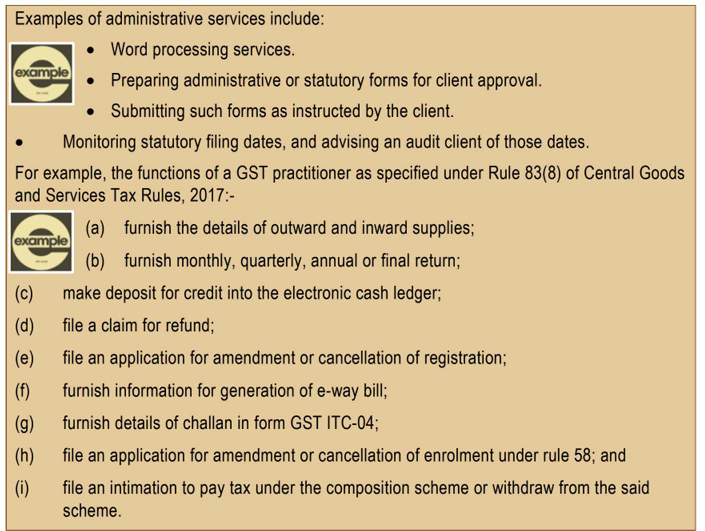 Examples of administrative services include:
example
• Word processing services.
• Preparing administrative or statutory forms for client approval.
• Submitting such forms as instructed by the client.
• Monitoring statutory filing dates, and advising an audit client of those dates.
For example, the functions of a GST practitioner as specified under Rule 83(8) of Central Goods
and Services Tax Rules, 2017:-
example
(a) furnish the details of outward and inward supplies;
(b) furnish monthly, quarterly, annual or final return;
(c) make deposit for credit into the electronic cash ledger;
(d) file a claim for refund;
(e) file an application for amendment or cancellation of registration;
(f) furnish information for generation of e-way bill;
(g) furnish details of challan in form GST ITC-04;
(h) file an application for amendment or cancellation of enrolment under rule 58; and
(i) file an intimation to pay tax under the composition scheme or withdraw from the said
scheme.